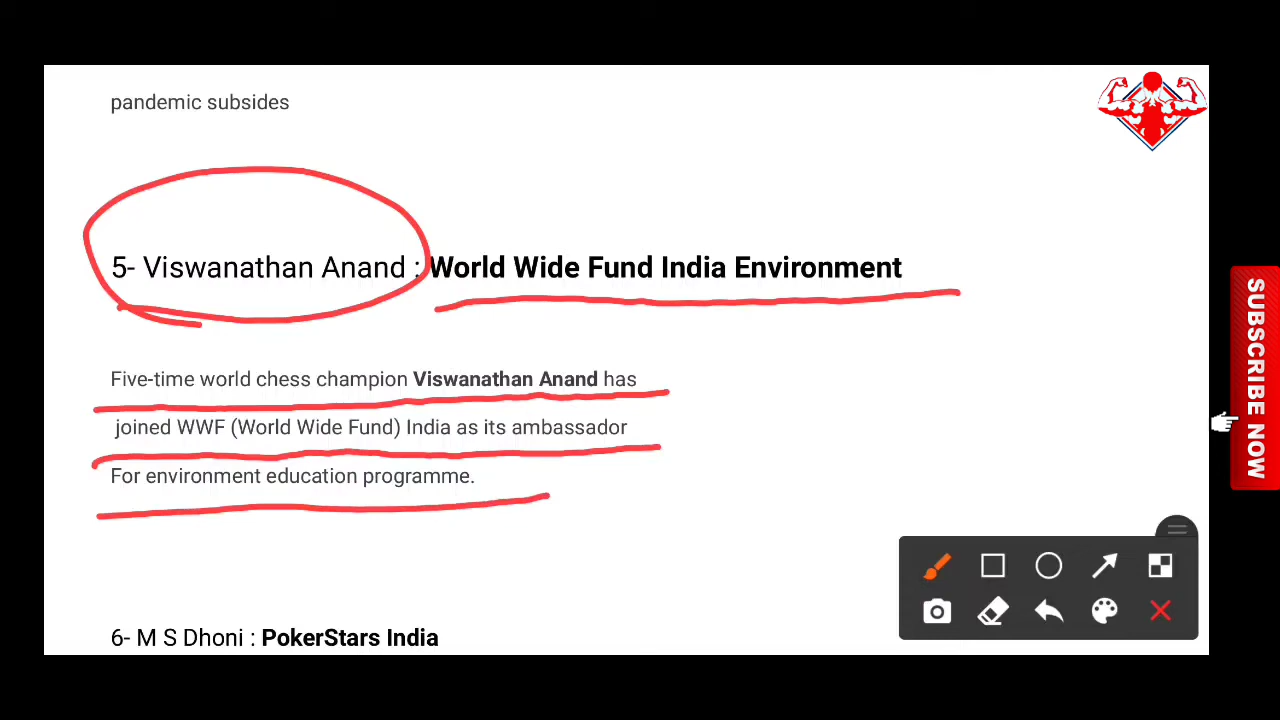 pandemic subsides
5- Viswanathan Anand : World Wide Fund India Environment
Five-time world chess champion Viswanathan Anand has
joined WWF (World Wide Fund) India as its ambassador
For environment education programme.
6- M S Dhoni : PokerStars India
SUBSCRIBE NOW